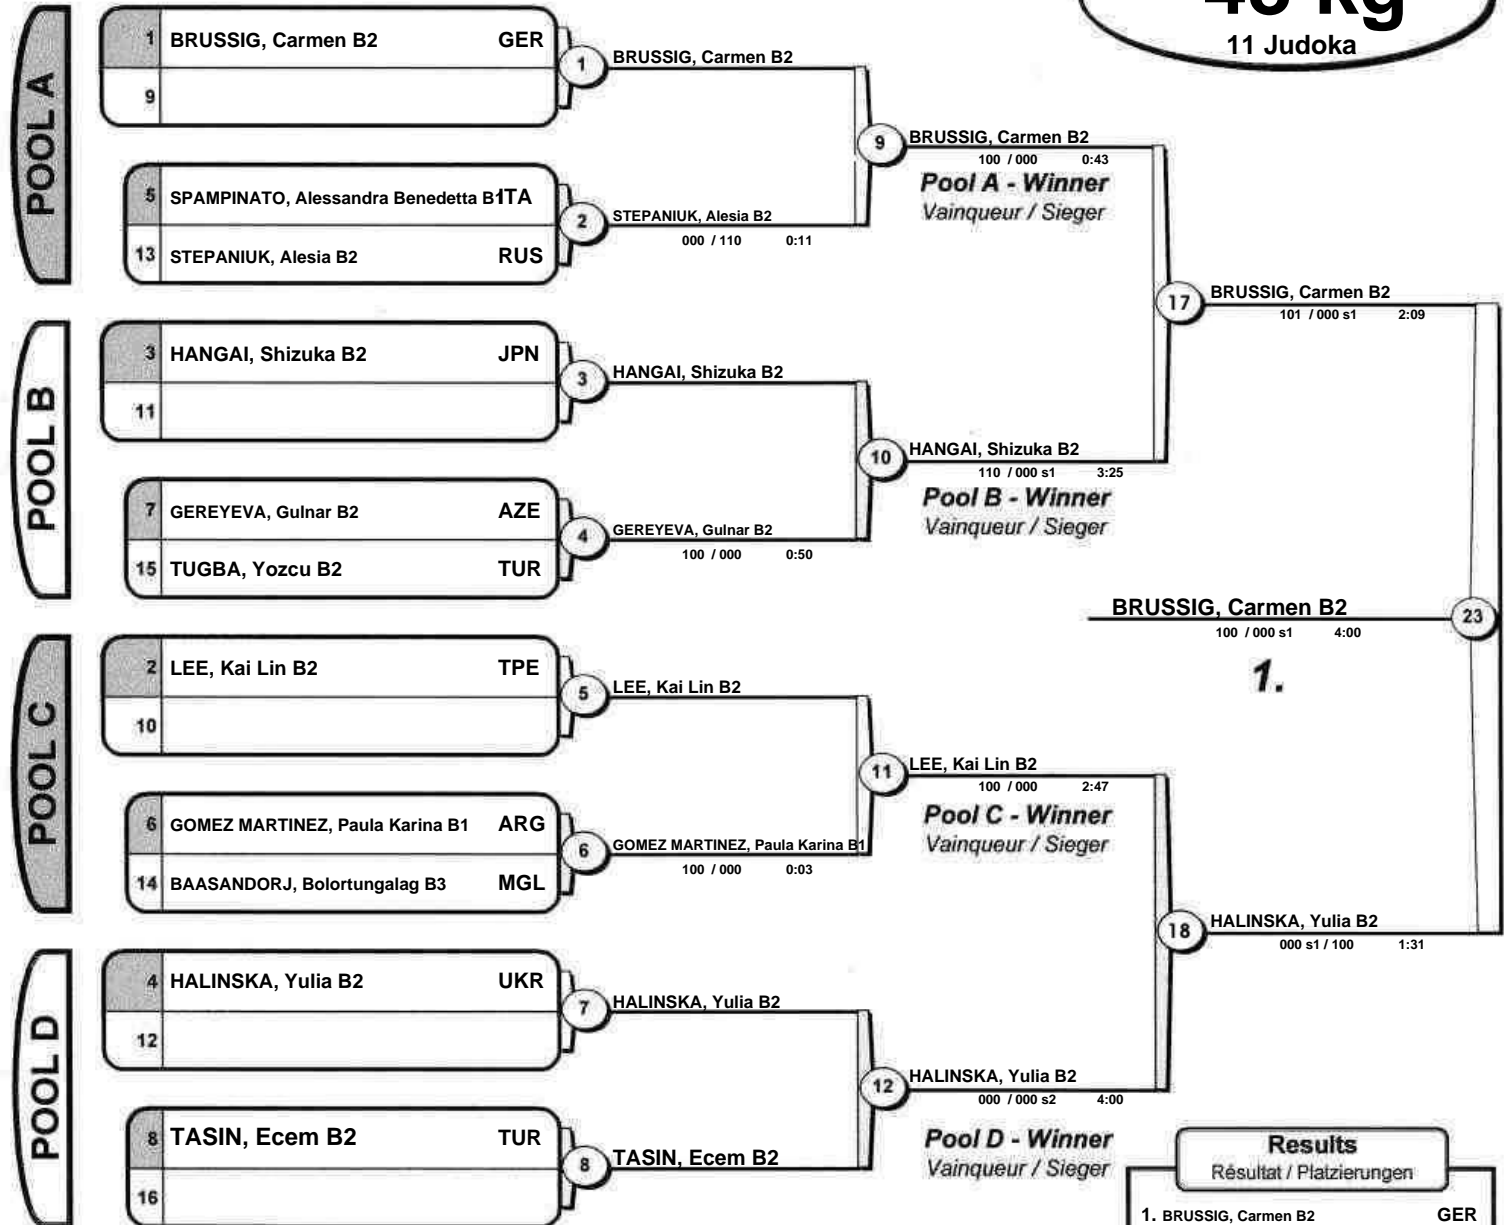 11 Judoka
POOL A
1 BRUSSIG, Carmen B2 GER
9
1 BRUSSIG, Carmen B2
5 SPAMPINATO, Alessandra Benedetta B1 ITA
13 STEPANIUK, Alesia B2 RUS
2 STEPANIUK, Alesia B2
000 / 110 0:11
9 BRUSSIG, Carmen B2
100 / 000 0:43
Pool A - Winner
Vainqueur / Sieger
POOL B
3 HANGAI, Shizuka B2 JPN
11
3 HANGAI, Shizuka B2
7 GEREYEVA, Gulnar B2 AZE
15 TUGBA, Yozcu B2 TUR
4 GEREYEVA, Gulnar B2
100 / 000 0:50
10 HANGAI, Shizuka B2
110 / 000 s1 3:25
Pool B - Winner
Vainqueur / Sieger
17 BRUSSIG, Carmen B2
101 / 000 s1 2:09
BRUSSIG, Carmen B2 23
100 / 000 s1 4:00
1.
POOL C
2 LEE, Kai Lin B2 TPE
10
5 LEE, Kai Lin B2
6 GOMEZ MARTINEZ, Paula Karina B1 ARG
14 BAASANDORJ, Bolortungalag B3 MGL
6 GOMEZ MARTINEZ, Paula Karina B1
100 / 000 0:03
11 LEE, Kai Lin B2
100 / 000 2:47
Pool C - Winner
Vainqueur / Sieger
18 HALINSKA, Yulia B2
000 s1 / 100 1:31
POOL D
4 HALINSKA, Yulia B2 UKR
12
7 HALINSKA, Yulia B2
8 TASIN, Ecem B2 TUR
16
8 TASIN, Ecem B2
12 HALINSKA, Yulia B2
000 / 000 s2 4:00
Pool D - Winner
Vainqueur / Sieger
Results
Résultat / Platzierungen
1. BRUSSIG, Carmen B2 GER